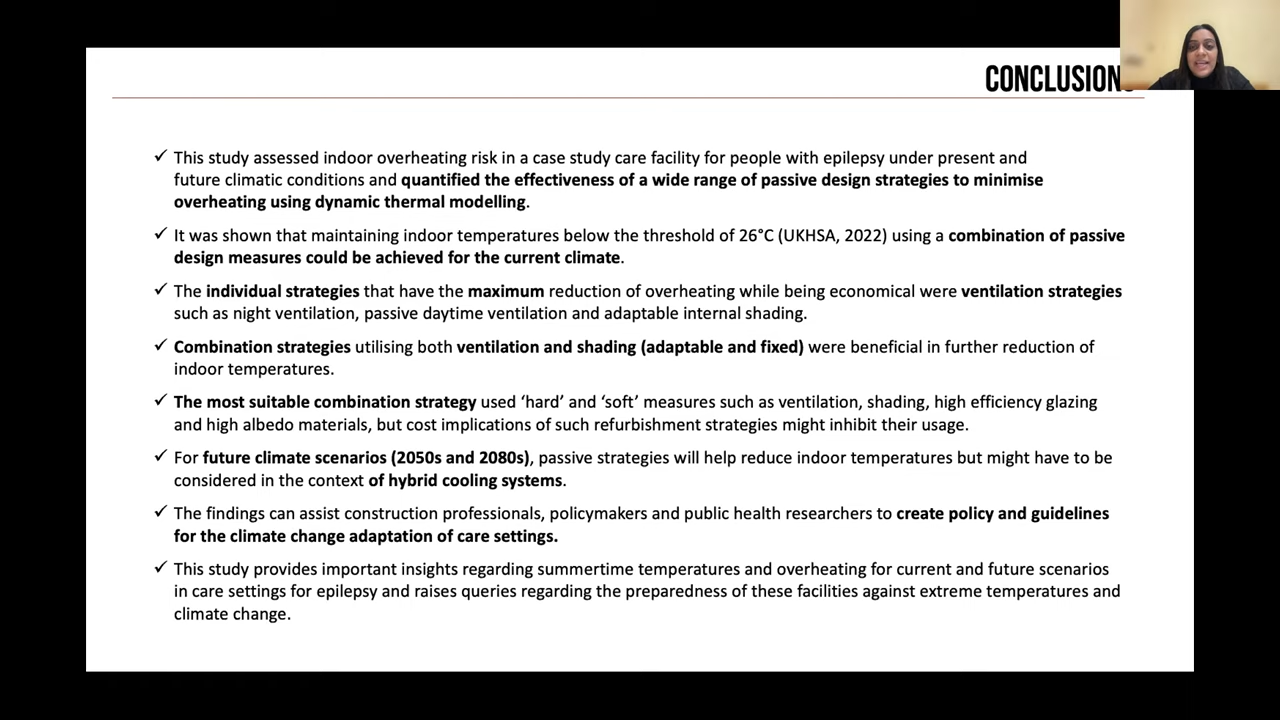 CONCLUSIONS
✓ This study assessed indoor overheating risk in a case study care facility for people with epilepsy under present and
future climatic conditions and quantified the effectiveness of a wide range of passive design strategies to minimise
overheating using dynamic thermal modelling.
✓ It was shown that maintaining indoor temperatures below the threshold of 26°C (UKHSA, 2022) using a combination of passive
design measures could be achieved for the current climate.
✓ The individual strategies that have the maximum reduction of overheating while being economical were ventilation strategies
such as night ventilation, passive daytime ventilation and adaptable internal shading.
✓ Combination strategies utilising both ventilation and shading (adaptable and fixed) were beneficial in further reduction of
indoor temperatures.
✓ The most suitable combination strategy used ‘hard’ and ‘soft’ measures such as ventilation, shading, high efficiency glazing
and high albedo materials, but cost implications of such refurbishment strategies might inhibit their usage.
✓ For future climate scenarios (2050s and 2080s), passive strategies will help reduce indoor temperatures but might have to be
considered in the context of hybrid cooling systems.
✓ The findings can assist construction professionals, policymakers and public health researchers to create policy and guidelines
for the climate change adaptation of care settings.
✓ This study provides important insights regarding summertime temperatures and overheating for current and future scenarios
in care settings for epilepsy and raises queries regarding the preparedness of these facilities against extreme temperatures and
climate change.